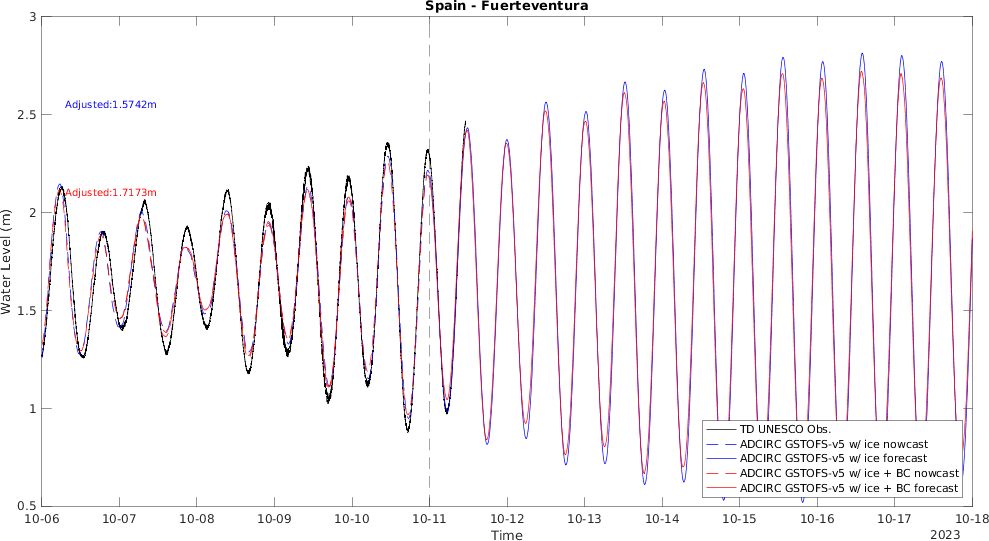 Spain - Fuerteventura
3
Adjusted:1.5742m
2.5
Adjusted:1.7173m
2
Water Level (m)
1.5
1
TD UNESCO Obs.
ADCIRC GSTOFS-v5 w/ ice nowcast
ADCIRC GSTOFS-v5 w/ ice forecast
ADCIRC GSTOFS-v5 w/ ice + BC nowcast
ADCIRC GSTOFS-v5 w/ ice + BC forecast
0.5
10-06 10-07 10-08 10-09 10-10 10-11 10-12 10-13 10-14 10-15 10-16 10-17 10-18
Time
2023